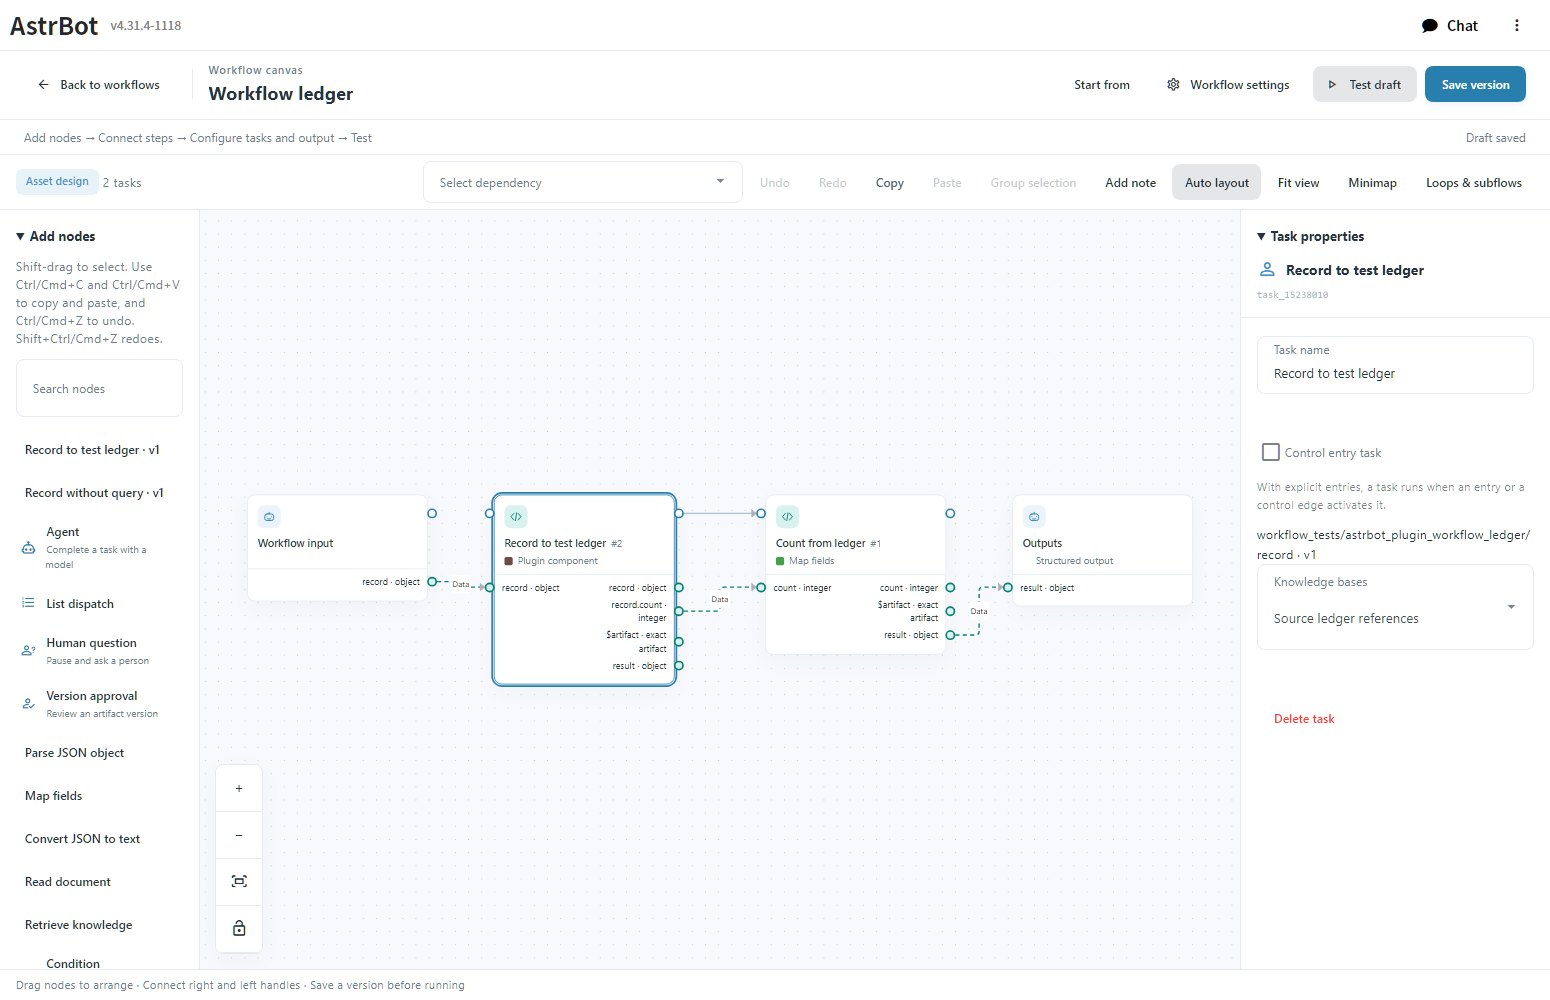 AstrBot v4.31.4-1118
Chat
Back to workflows
Workflow canvas
Workflow ledger
Start from
Workflow settings
Test draft
Save version
Add nodes → Connect steps → Configure tasks and output → Test
Draft saved
Asset design
2 tasks
Select dependency
Undo
Redo
Copy
Paste
Group selection
Add note
Auto layout
Fit view
Minimap
Loops & subflows
Add nodes
Shift-drag to select. Use
Ctrl/Cmd+C and Ctrl/Cmd+V
to copy and paste, and
Ctrl/Cmd+Z to undo.
Shift+Ctrl/Cmd+Z redoes.
Search nodes
Record to test ledger · v1
Record without query · v1
Agent
Complete a task with a
model
List dispatch
Human question
Pause and ask a person
Version approval
Review an artifact version
Parse JSON object
Map fields
Convert JSON to text
Read document
Retrieve knowledge
Condition
Workflow input
record · object
Data
Record to test ledger #2
Plugin component
record · object
record · object
record.count ·
integer
$artifact · exact
artifact
result · object
Data
Count from ledger #1
Map fields
count · integer
count · integer
$artifact · exact
artifact
result · object
Data
Outputs
Structured output
result · object
+
−
Task properties
Record to test ledger
task_15238010
Task name
Record to test ledger
Control entry task
With explicit entries, a task runs when an entry or a
control edge activates it.
workflow_tests/astrbot_plugin_workflow_ledger/
record · v1
Knowledge bases
Source ledger references
Delete task
Drag nodes to arrange · Connect right and left handles · Save a version before running